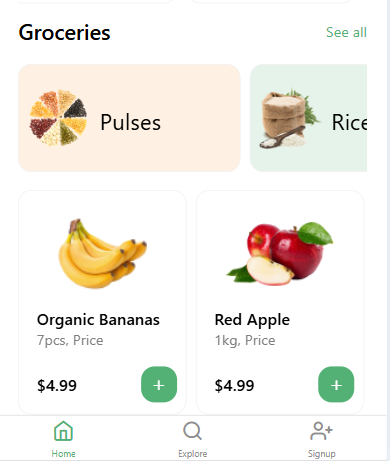 Groceries
See all
Pulses
Rice
Organic Bananas
7pcs, Price
$4.99
+
Red Apple
1kg, Price
$4.99
+
Home
Explore
Signup